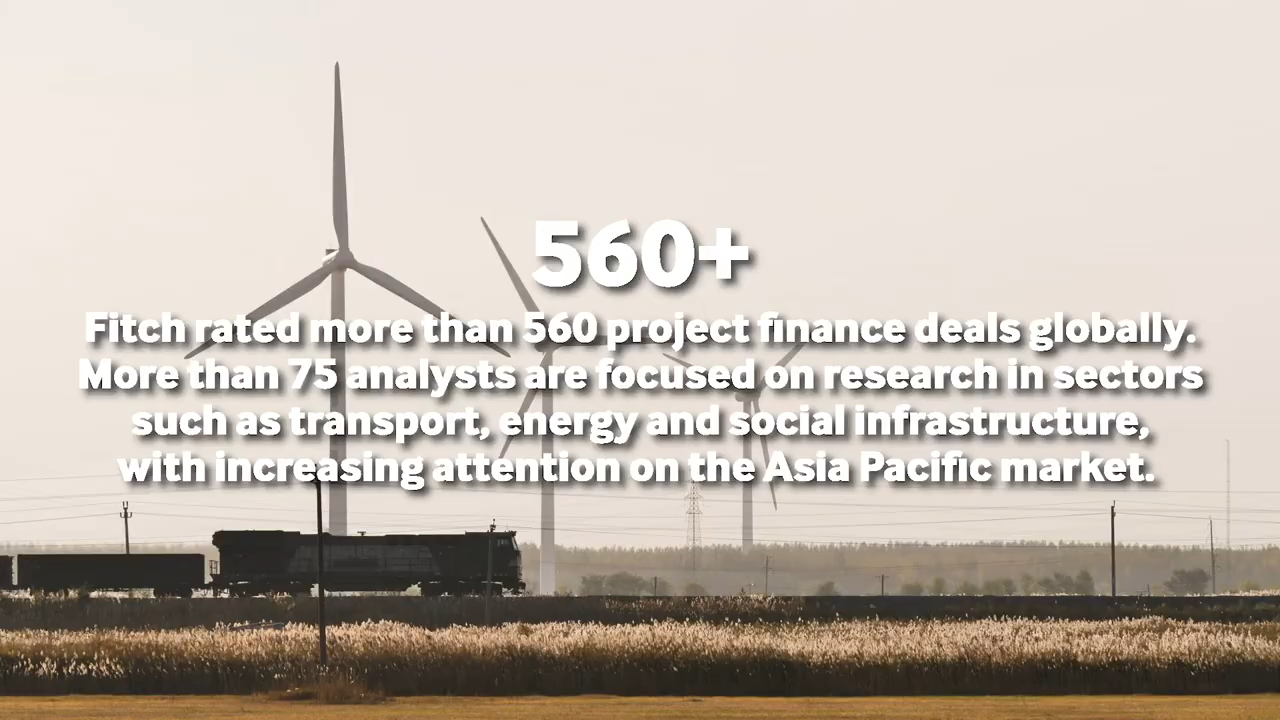 560+
Fitch rated more than 560 project finance deals globally.
More than 75 analysts are focused on research in sectors
such as transport, energy and social infrastructure,
with increasing attention on the Asia Pacific market.